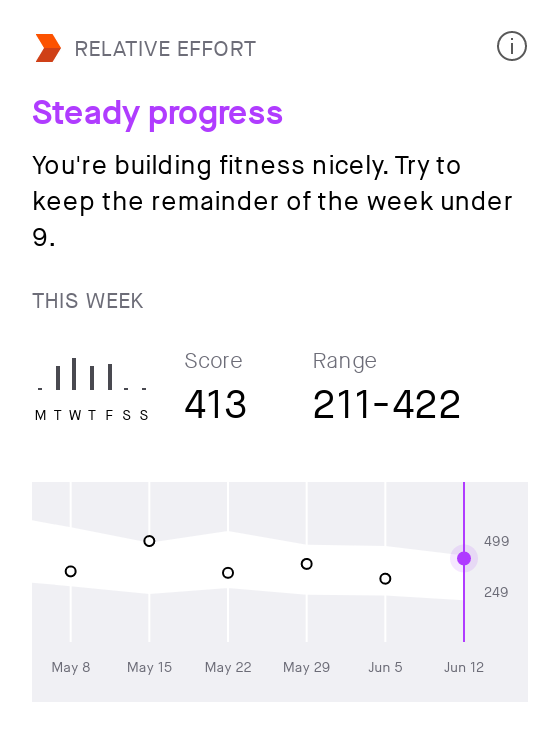 RELATIVE EFFORT
Steady progress
You're building fitness nicely. Try to
keep the remainder of the week under
9.
THIS WEEK
Score
Range
413
211-422
M T W T F S S
499
249
May 8
May 15
May 22
May 29
Jun 5
Jun 12